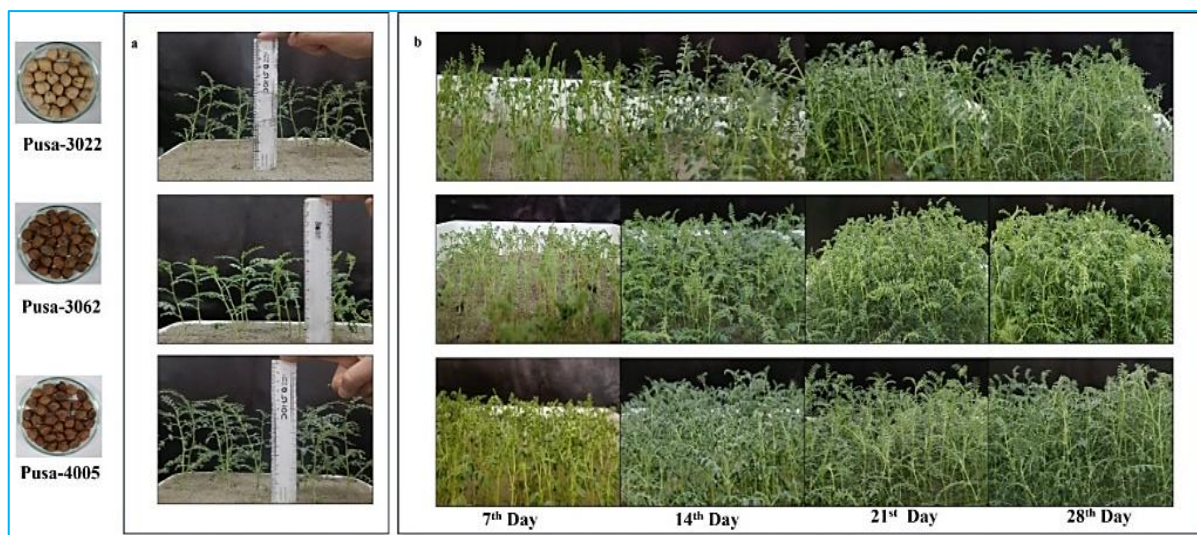 a
b
Pusa-3022
Pusa-3062
Pusa-4005
7th Day
14th Day
21st Day
28th Day